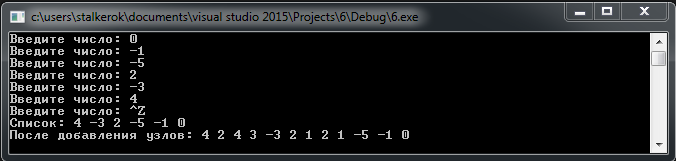 c:\users\stalkerok\documents\visual studio 2015\Projects\6\Debug\6.exe
Введите число: 0
Введите число: -1
Введите число: -5
Введите число: 2
Введите число: -3
Введите число: 4
Введите число: ^Z
Список: 4 -3 2 -5 -1 0
После добавления узлов: 4 2 4 3 -3 2 1 2 1 -5 -1 0